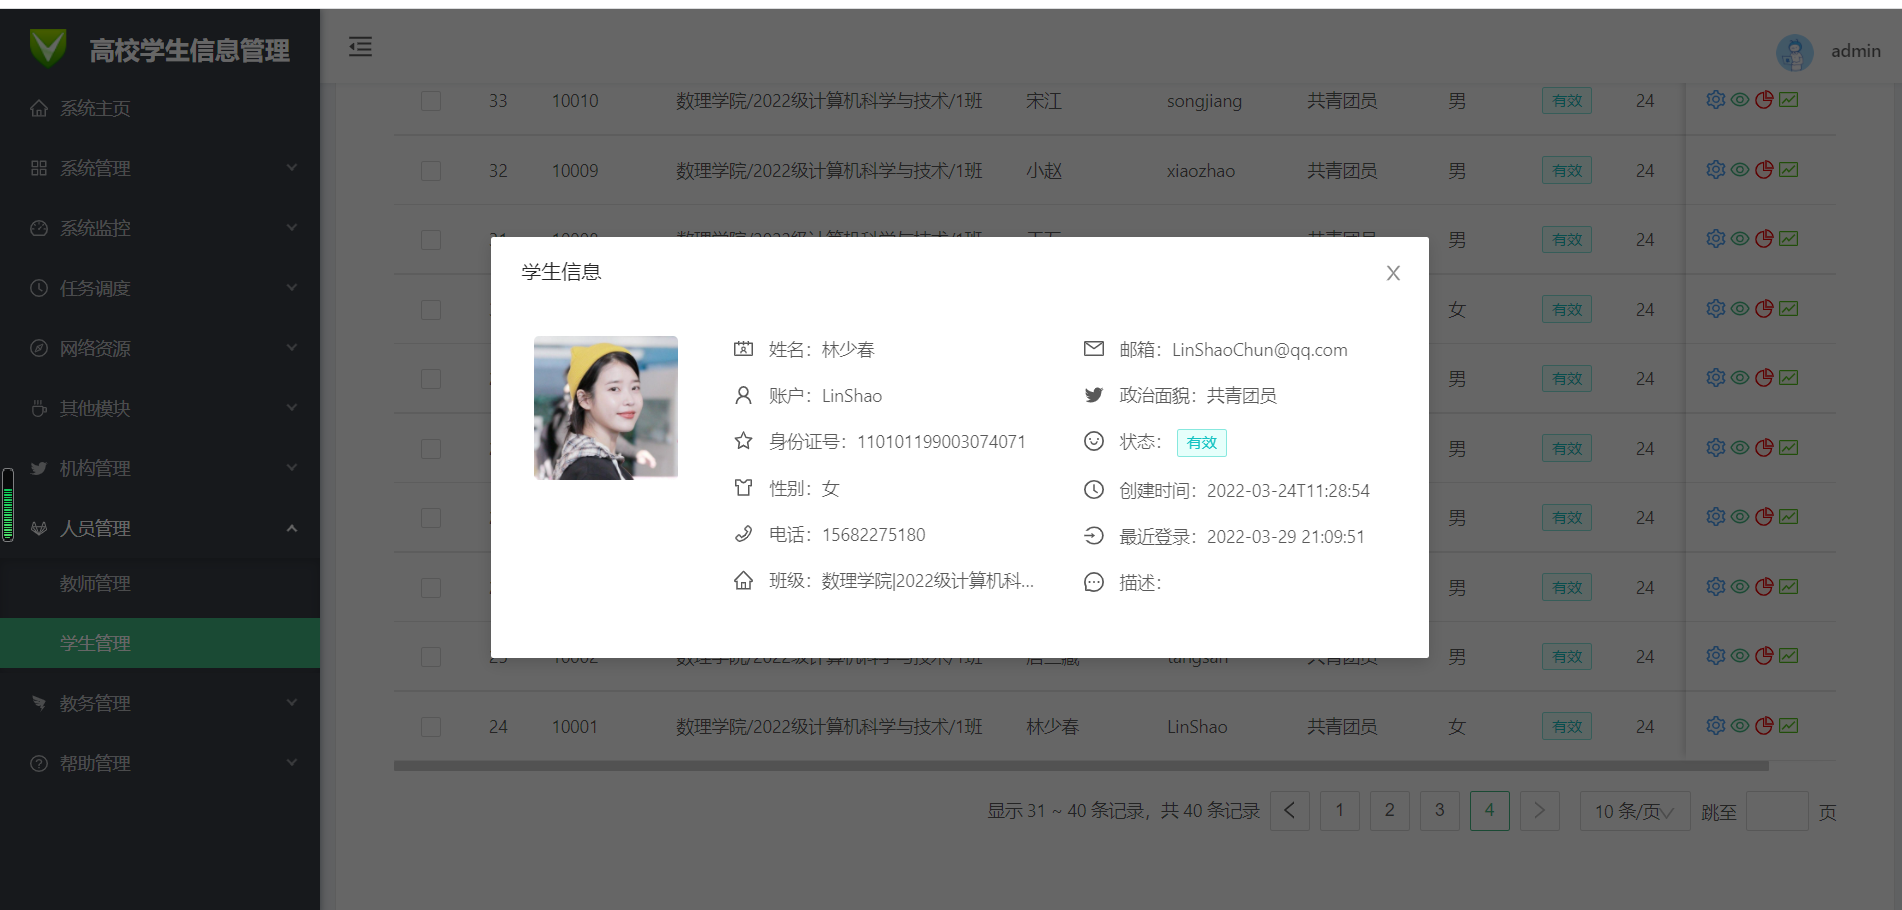 高校学生信息管理
admin
系统主页
系统管理
系统监控
任务调度
网络资源
其他模块
机构管理
人员管理
教师管理
学生管理
教务管理
帮助管理
33 10010 数理学院/2022级计算机科学与技术/1班 宋江 songjiang 共青团员 男 有效 24
32 10009 数理学院/2022级计算机科学与技术/1班 小赵 xiaozhao 共青团员 男 有效 24
男 有效 24
女 有效 24
男 有效 24
男 有效 24
男 有效 24
男 有效 24
男 有效 24
学生信息
X
姓名：林少春
账户：LinShao
身份证号：110101199003074071
性别：女
电话：15682275180
班级：数理学院|2022级计算机科...
邮箱：LinShaoChun@qq.com
政治面貌：共青团员
状态： 有效
创建时间：2022-03-24T11:28:54
最近登录：2022-03-29 21:09:51
描述：
24 10001 数理学院/2022级计算机科学与技术/1班 林少春 LinShao 共青团员 女 有效 24
显示 31 ~ 40 条记录，共 40 条记录 < 1 2 3 4 > 10 条/页 跳至 页